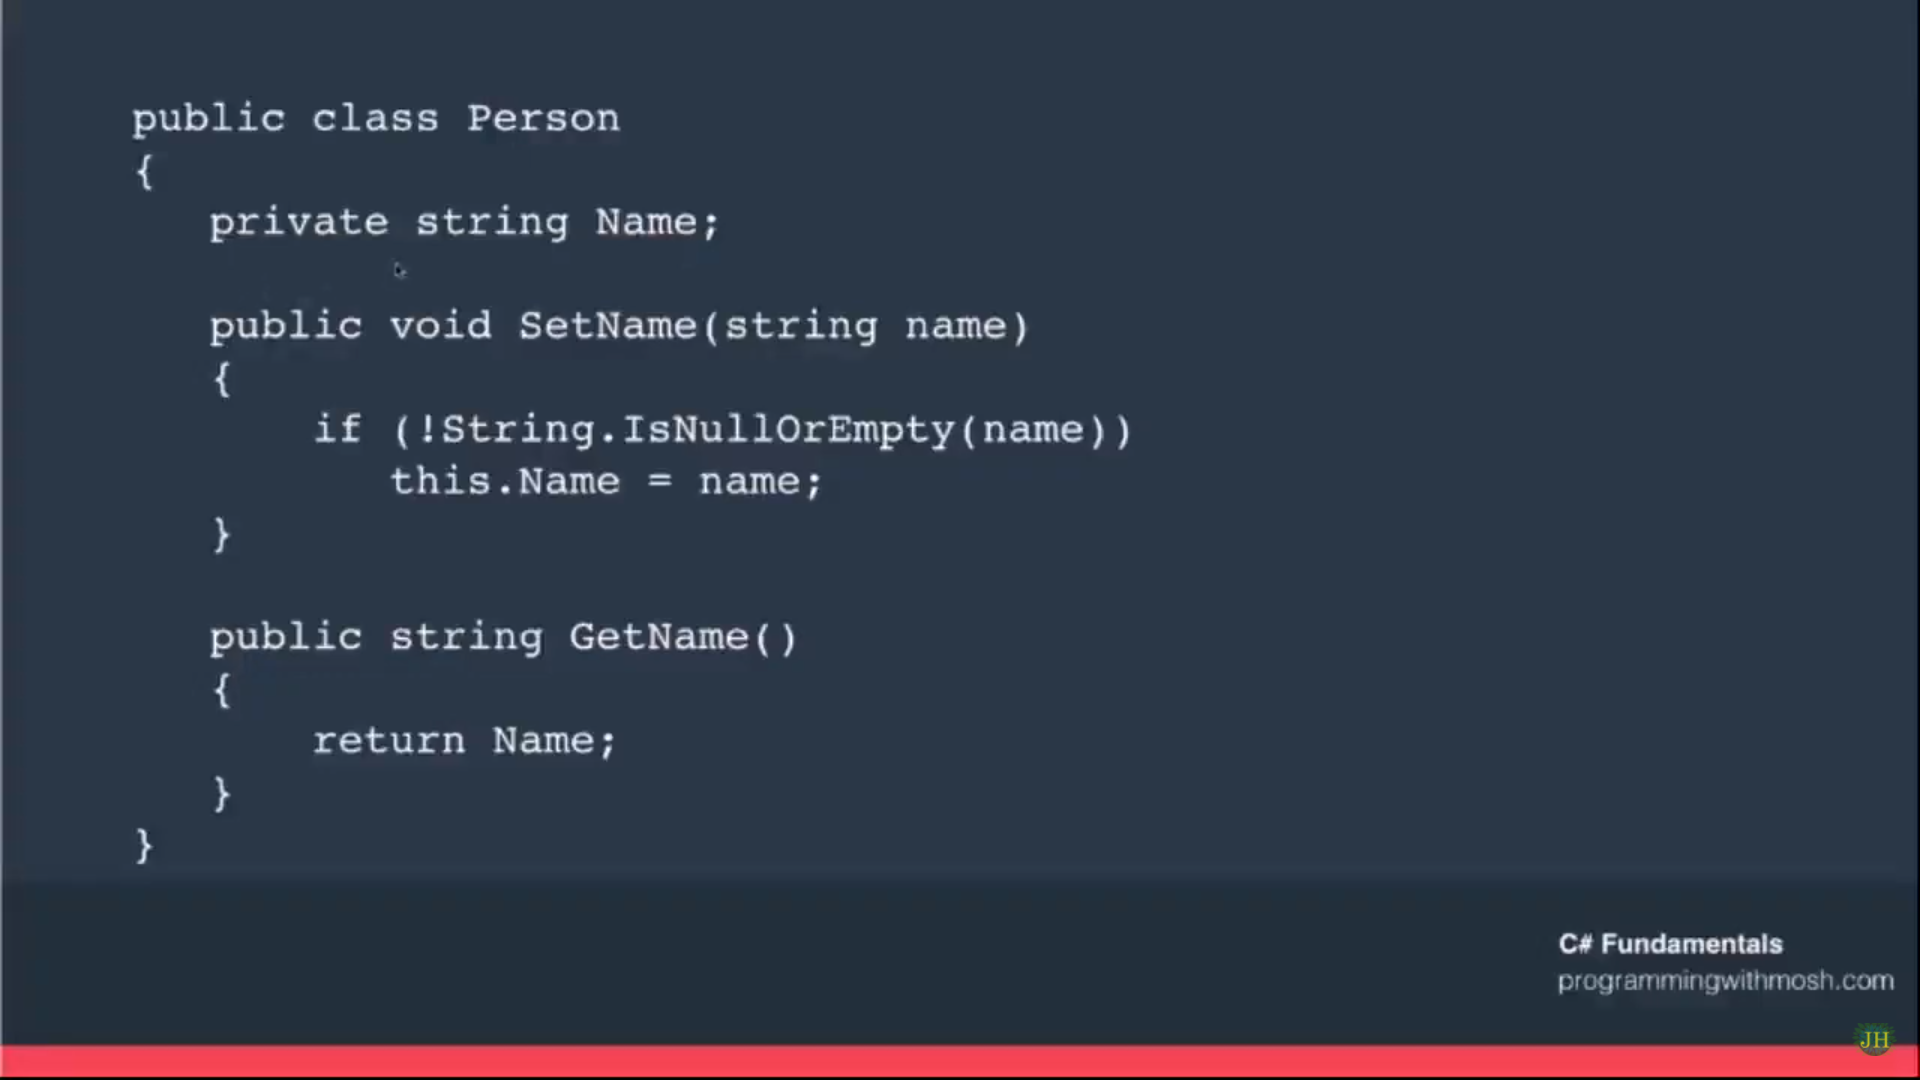 public class Person
{
private string Name;
public void SetName(string name)
{
if (!String.IsNullOrEmpty(name))
this.Name = name;
}
public string GetName()
{
return Name;
}
}
C# Fundamentals
programmingwithmosh.com
JH